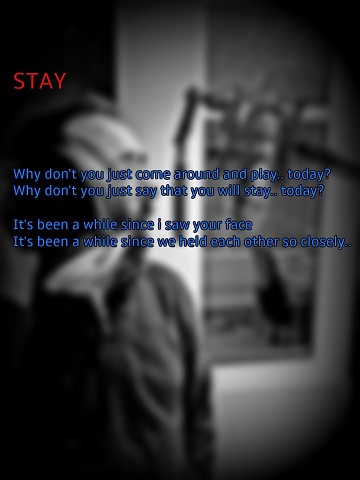 STAY
Why don't you just come around and play.. today?
Why don't you just say that you will stay.. today?
It's been a while since i saw your face
It's been a while since we held each other so closely..